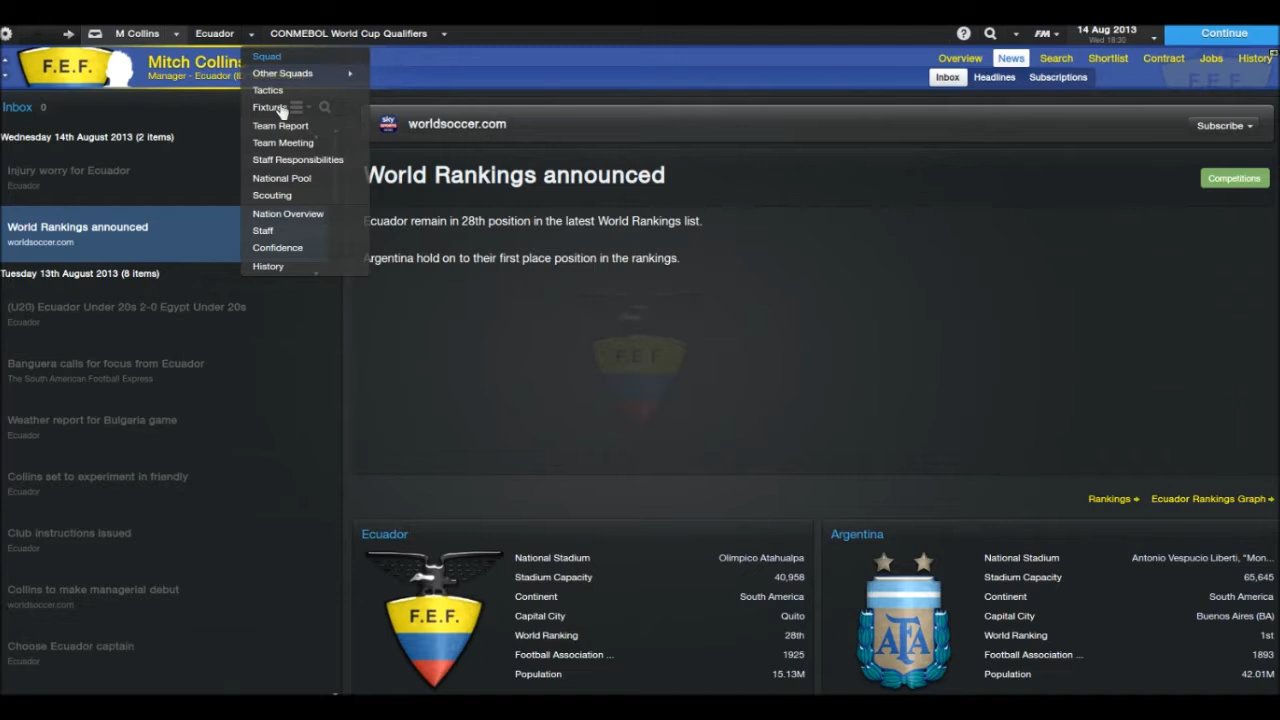 M Collins
Ecuador
CONMEBOL World Cup Qualifiers
FM
14 Aug 2013
Wed 18:30
Continue
F.E.F.
Mitch Collins
Manager - Ecuador
Overview
News
Search
Shortlist
Contract
Jobs
History
Inbox
Headlines
Subscriptions
Squad
Other Squads
Tactics
Fixtures
Team Report
Team Meeting
Staff Responsibilities
National Pool
Scouting
Nation Overview
Staff
Confidence
History
Inbox 0
Wednesday 14th August 2013 (2 items)
Injury worry for Ecuador
Ecuador
World Rankings announced
worldsoccer.com
Tuesday 13th August 2013 (8 items)
(U20) Ecuador Under 20s 2-0 Egypt Under 20s
Ecuador
Banguera calls for focus from Ecuador
The South American Football Express
Weather report for Bulgaria game
Ecuador
Collins set to experiment in friendly
Ecuador
Club instructions issued
Ecuador
Collins to make managerial debut
worldsoccer.com
Choose Ecuador captain
Ecuador
sky
worldsoccer.com
Subscribe
World Rankings announced
Competitions
Ecuador remain in 28th position in the latest World Rankings list.
Argentina hold on to their first place position in the rankings.
F.E.F
Rankings
Ecuador Rankings Graph
Ecuador
F.E.F.
National Stadium Olímpico Atahualpa
Stadium Capacity 40,958
Continent South America
Capital City Quito
World Ranking 28th
Football Association ... 1925
Population 15.13M
Argentina
AFA
National Stadium Antonio Vespucio Liberti, "Mon...
Stadium Capacity 65,645
Continent South America
Capital City Buenos Aires (BA)
World Ranking 1st
Football Association ... 1893
Population 42.01M